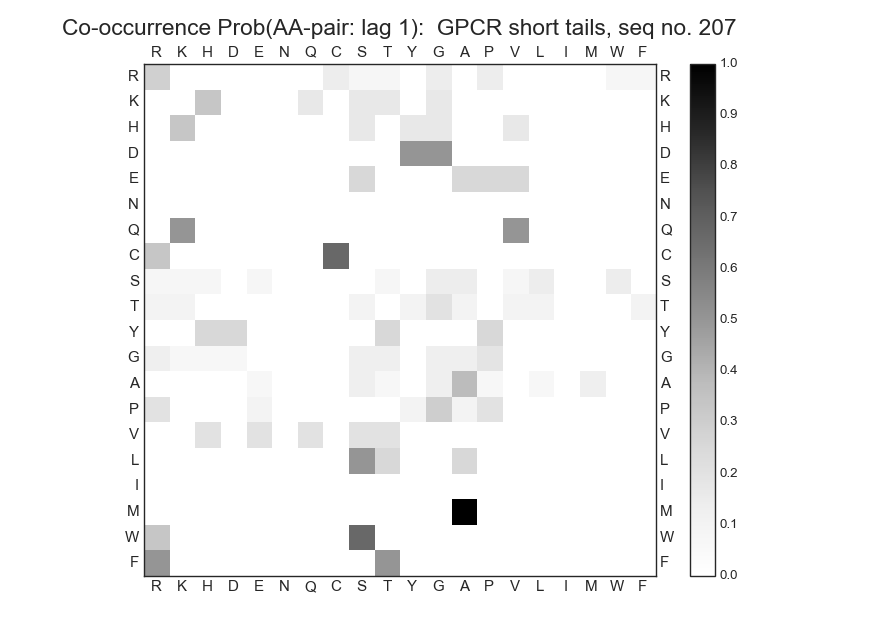 Co-occurrence Prob(AA-pair: lag 1):  GPCR short tails, seq no. 207
R K H D E N Q C S T Y G A P V L I M W F
1.0
R R
0.9
K K
H H
0.8
D D
E E
0.7
N N
Q Q
0.6
C C
S S
0.5
T T
Y Y
0.4
G G
A A
0.3
P P
V V
0.2
L L
I I
0.1
M M
W W
F F
0.0
R K H D E N Q C S T Y G A P V L I M W F